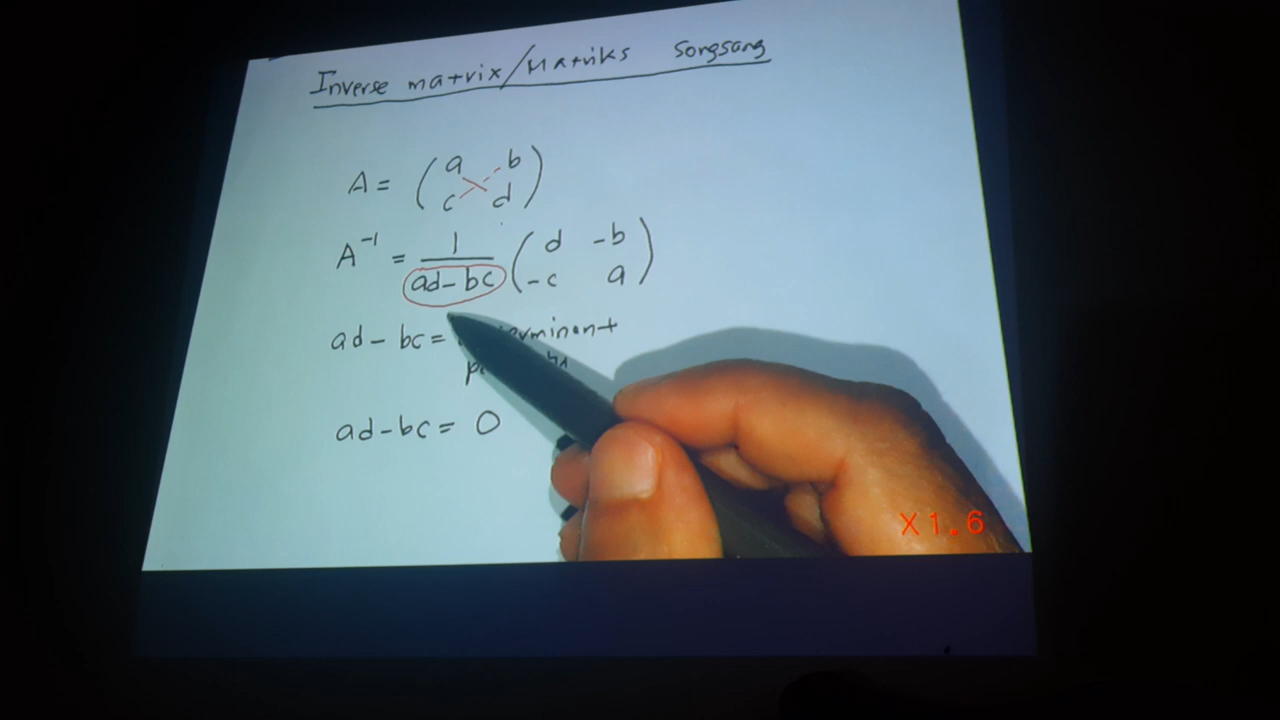 Inverse matrix/Matriks Songsang
A = ( a b
c d )
A⁻¹ = 1
ad-bc ( d -b
-c a )
ad - bc =
ad - bc = 0
X1.6